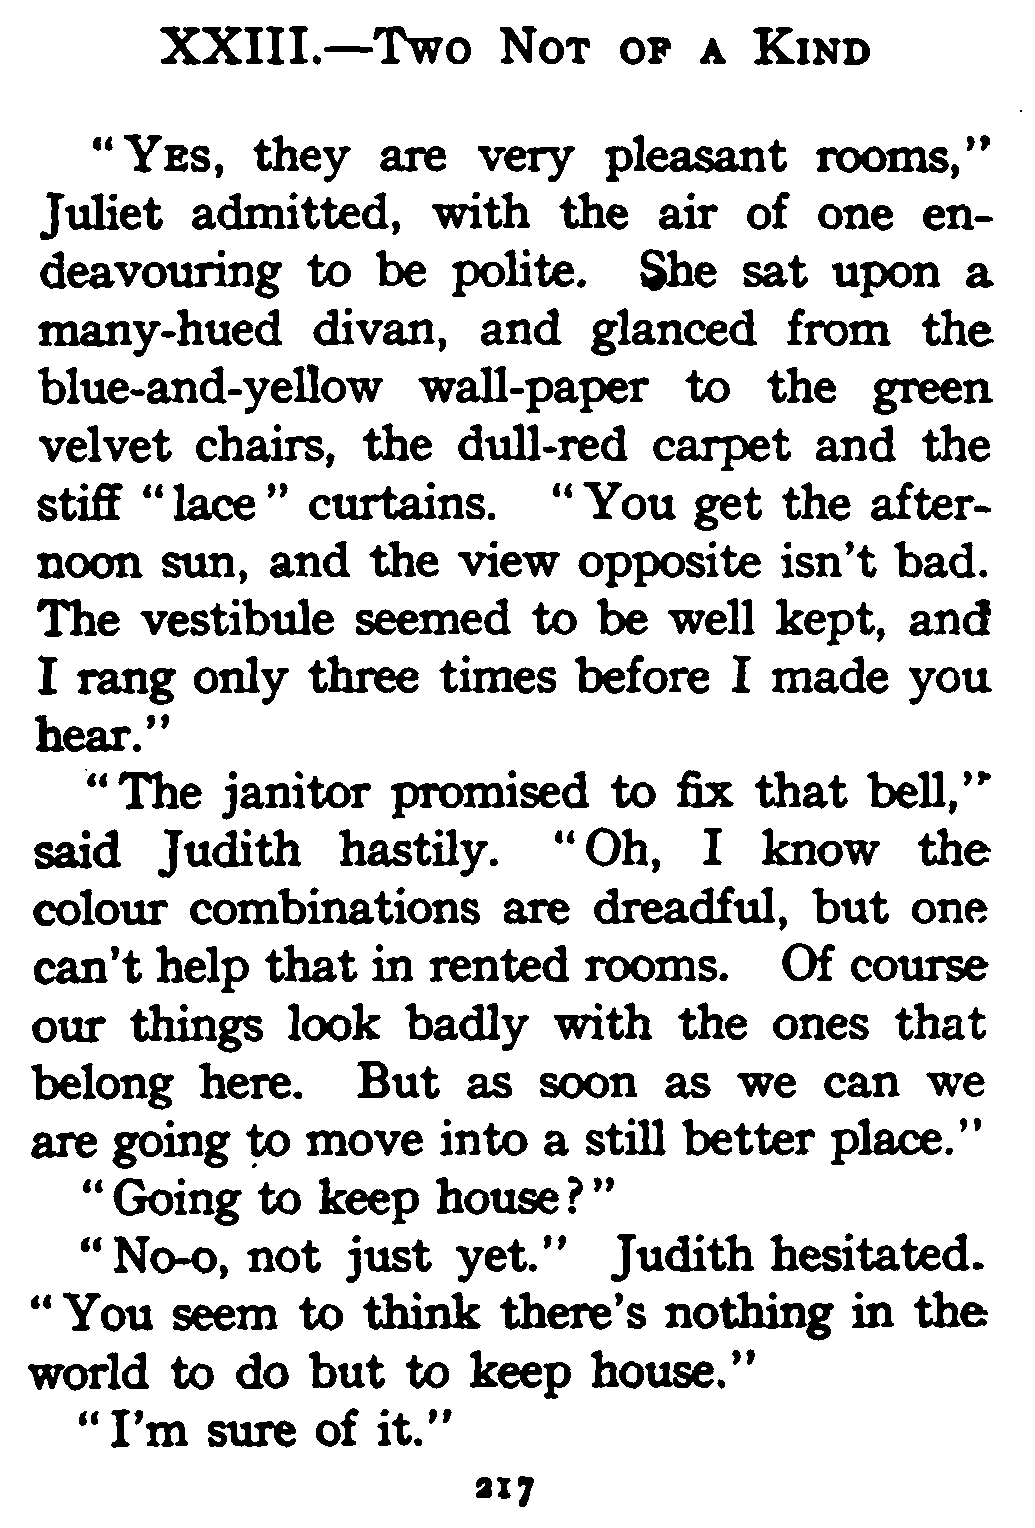 XXIII.—Two Not of a Kind
“Yes, they are very pleasant rooms,”
Juliet admitted, with the air of one en-
deavouring to be polite. She sat upon a
many-hued divan, and glanced from the
blue-and-yellow wall-paper to the green
velvet chairs, the dull-red carpet and the
stiff “lace” curtains. “You get the after-
noon sun, and the view opposite isn't bad.
The vestibule seemed to be well kept, and
I rang only three times before I made you
hear.”
“The janitor promised to fix that bell,”
said Judith hastily. “Oh, I know the
colour combinations are dreadful, but one
can't help that in rented rooms. Of course
our things look badly with the ones that
belong here. But as soon as we can we
are going to move into a still better place.”
“Going to keep house?”
“No-o, not just yet.” Judith hesitated.
“You seem to think there's nothing in the
world to do but to keep house.”
“I'm sure of it.”
217